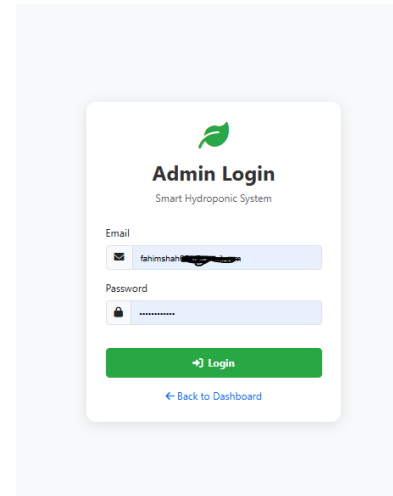 Admin Login
Smart Hydroponic System
Email
fahimshah
Password
••••••••••••
Login
Back to Dashboard